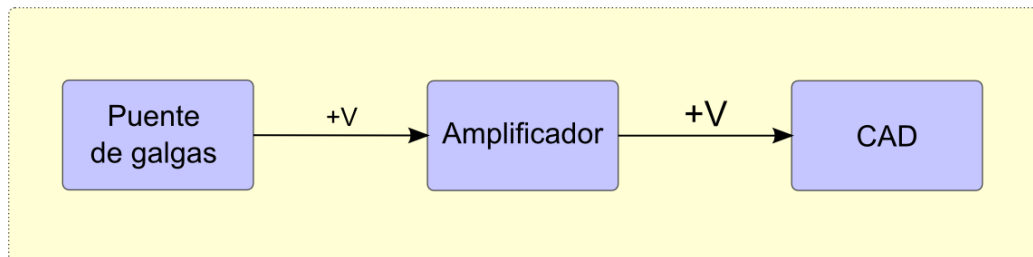 Puente
de galgas
+V
Amplificador
+V
CAD